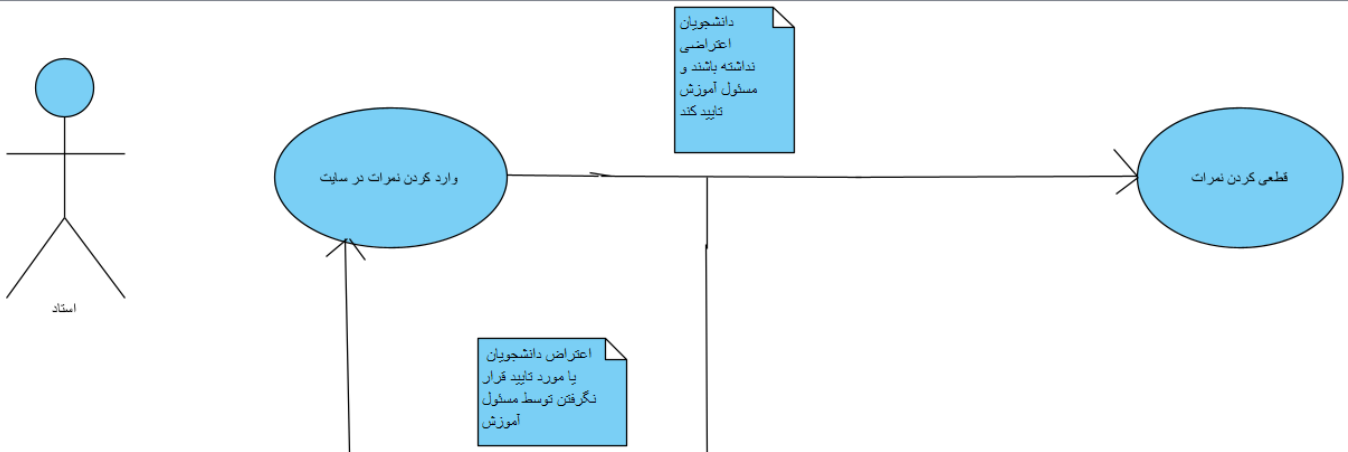 دانشجویان
اعتراضی
نداشته باشند و
مسئول آموزش
تایید کند
وارد کردن نمرات در سایت
قطعی کردن نمرات
استاد
اعتراض دانشجویان
یا مورد تایید قرار
نگرفتن توسط مسئول
آموزش